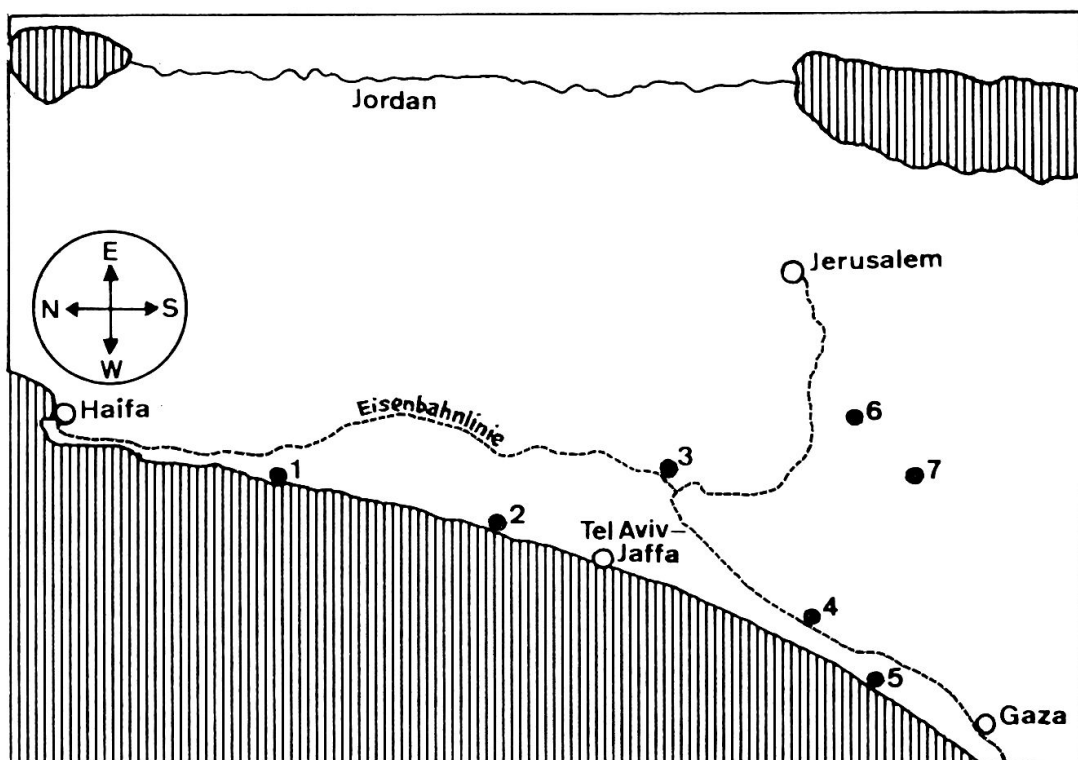 Jordan
Jerusalem
E
N S
W
Haifa
Eisenbahnlinie
6
3
1
7
2
Tel Aviv–
Jaffa
4
5
Gaza